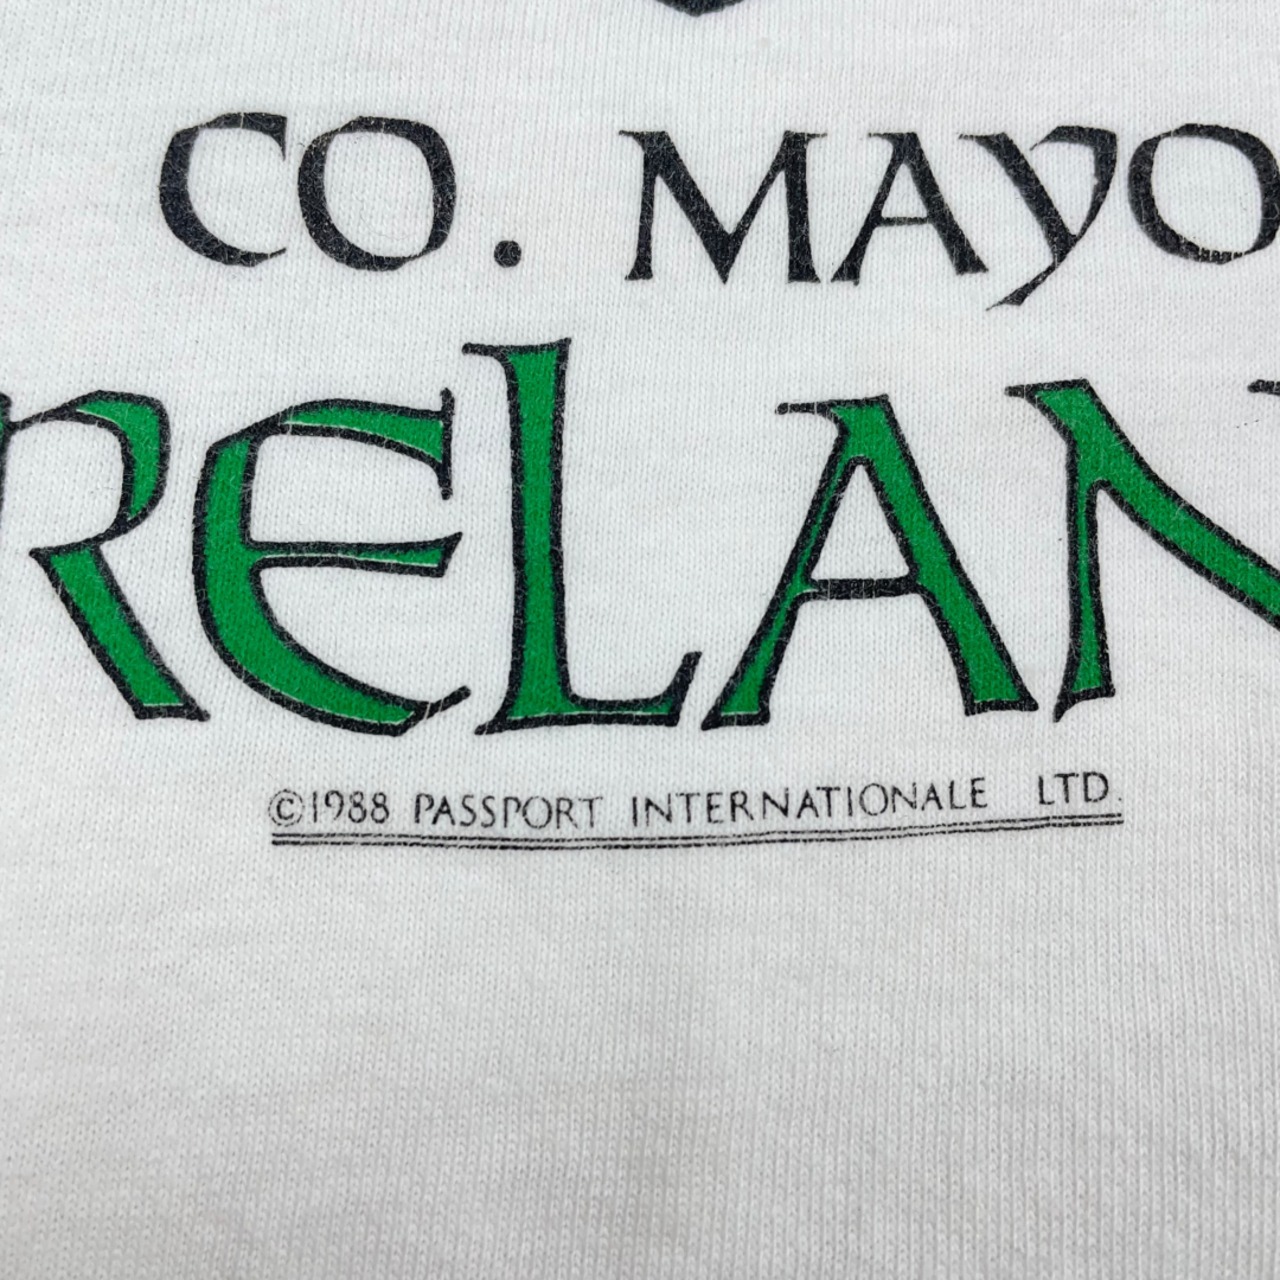 CO. MAYO
RELAN
©1988 PASSPORT INTERNATIONALE LTD.